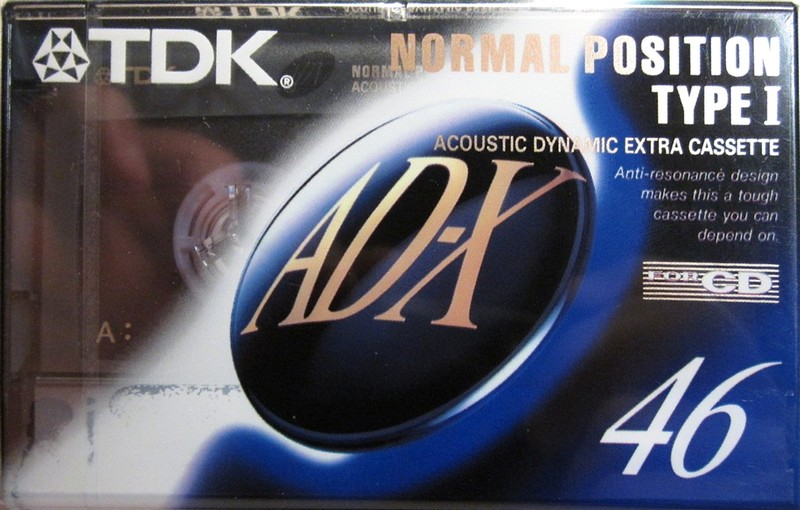 TDK®
NORMAL POSITION
TYPE I
ACOUSTIC DYNAMIC EXTRA CASSETTE
Anti-resonance design
makes this a tough
cassette you can
depend on.
AD-X
FOR CD
A:
46